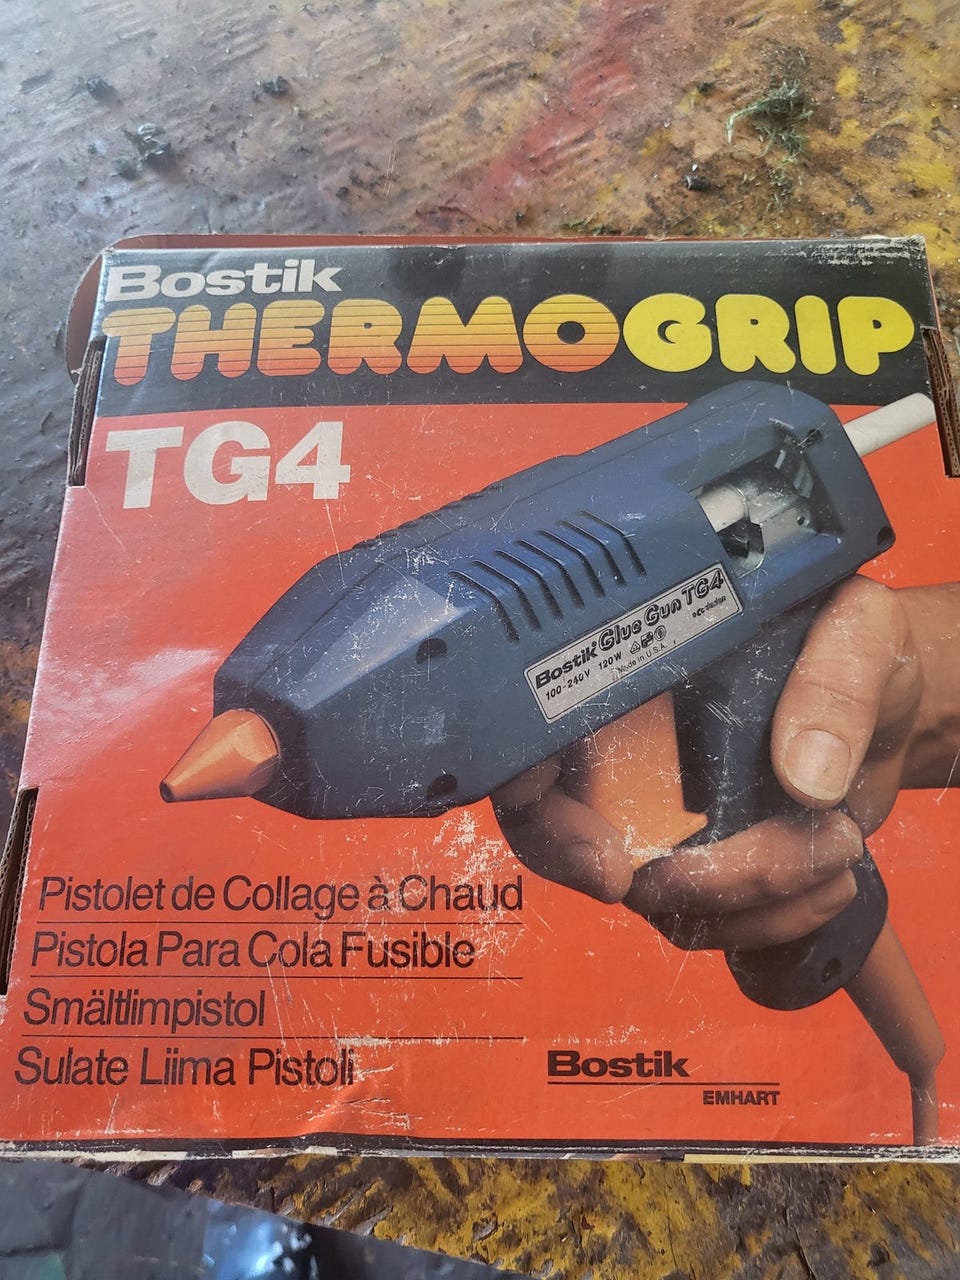 Bostik
THERMOGRIP
TG4
Bostik Glue Gun TG4
100-240V 120W
Made in U.S.A.
Pistolet de Collage à Chaud
Pistola Para Cola Fusible
Smältlimpistol
Sulate Liima Pistoli
Bostik
EMHART